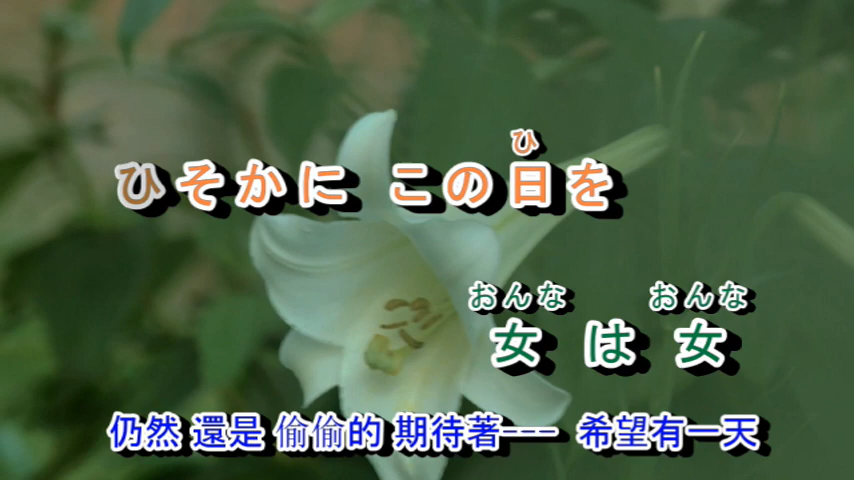 ひ
ひそかに この日を
おんな おんな
女 は 女
仍然 還是 偷偷的 期待著--- 希望有一天